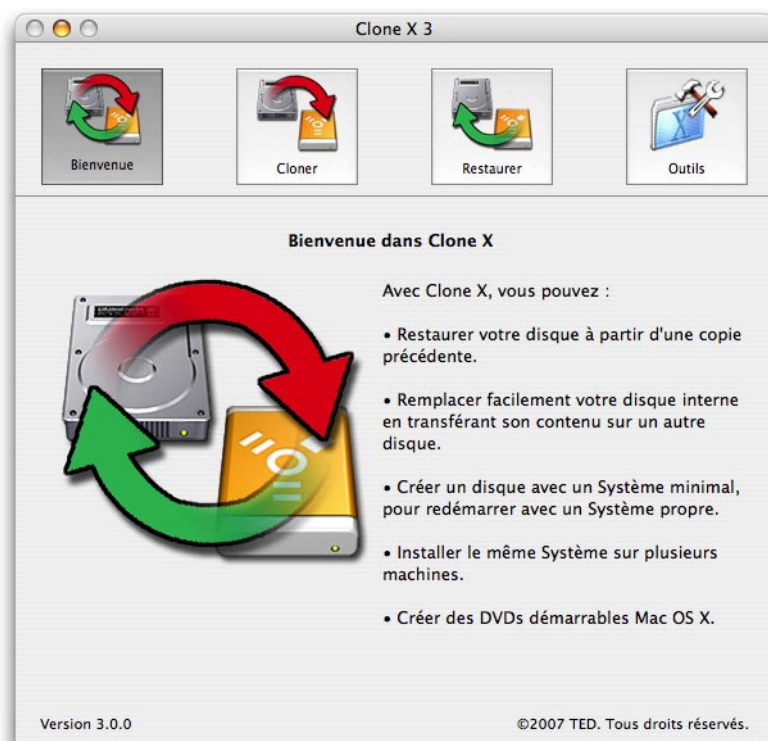 Clone X 3
Bienvenue
Cloner
Restaurer
Outils
Bienvenue dans Clone X
Avec Clone X, vous pouvez :
• Restaurer votre disque à partir d'une copie
précédente.
• Remplacer facilement votre disque interne
en transférant son contenu sur un autre
disque.
• Créer un disque avec un Système minimal,
pour redémarrer avec un Système propre.
• Installer le même Système sur plusieurs
machines.
• Créer des DVDs démarrables Mac OS X.
Version 3.0.0
©2007 TED. Tous droits réservés.